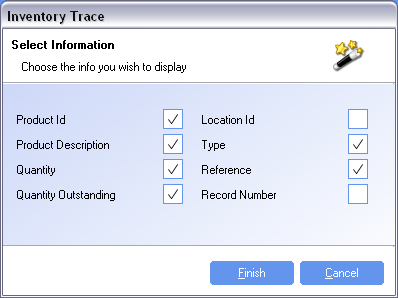 Inventory Trace
Select Information
Choose the info you wish to display
Product Id
Location Id
Product Description
Type
Quantity
Reference
Quantity Outstanding
Record Number
Finish
Cancel